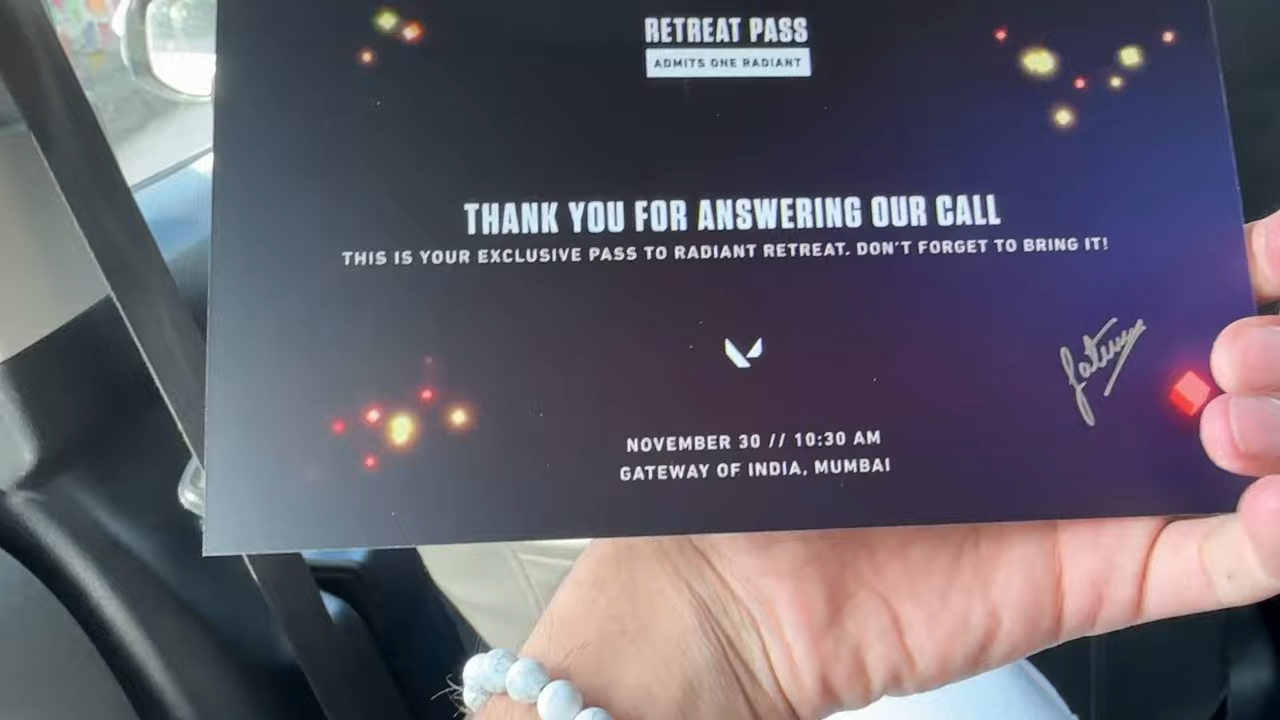 RETREAT PASS
ADMITS ONE RADIANT
THANK YOU FOR ANSWERING OUR CALL
THIS IS YOUR EXCLUSIVE PASS TO RADIANT RETREAT. DON'T FORGET TO BRING IT!
NOVEMBER 30 // 10:30 AM
GATEWAY OF INDIA, MUMBAI